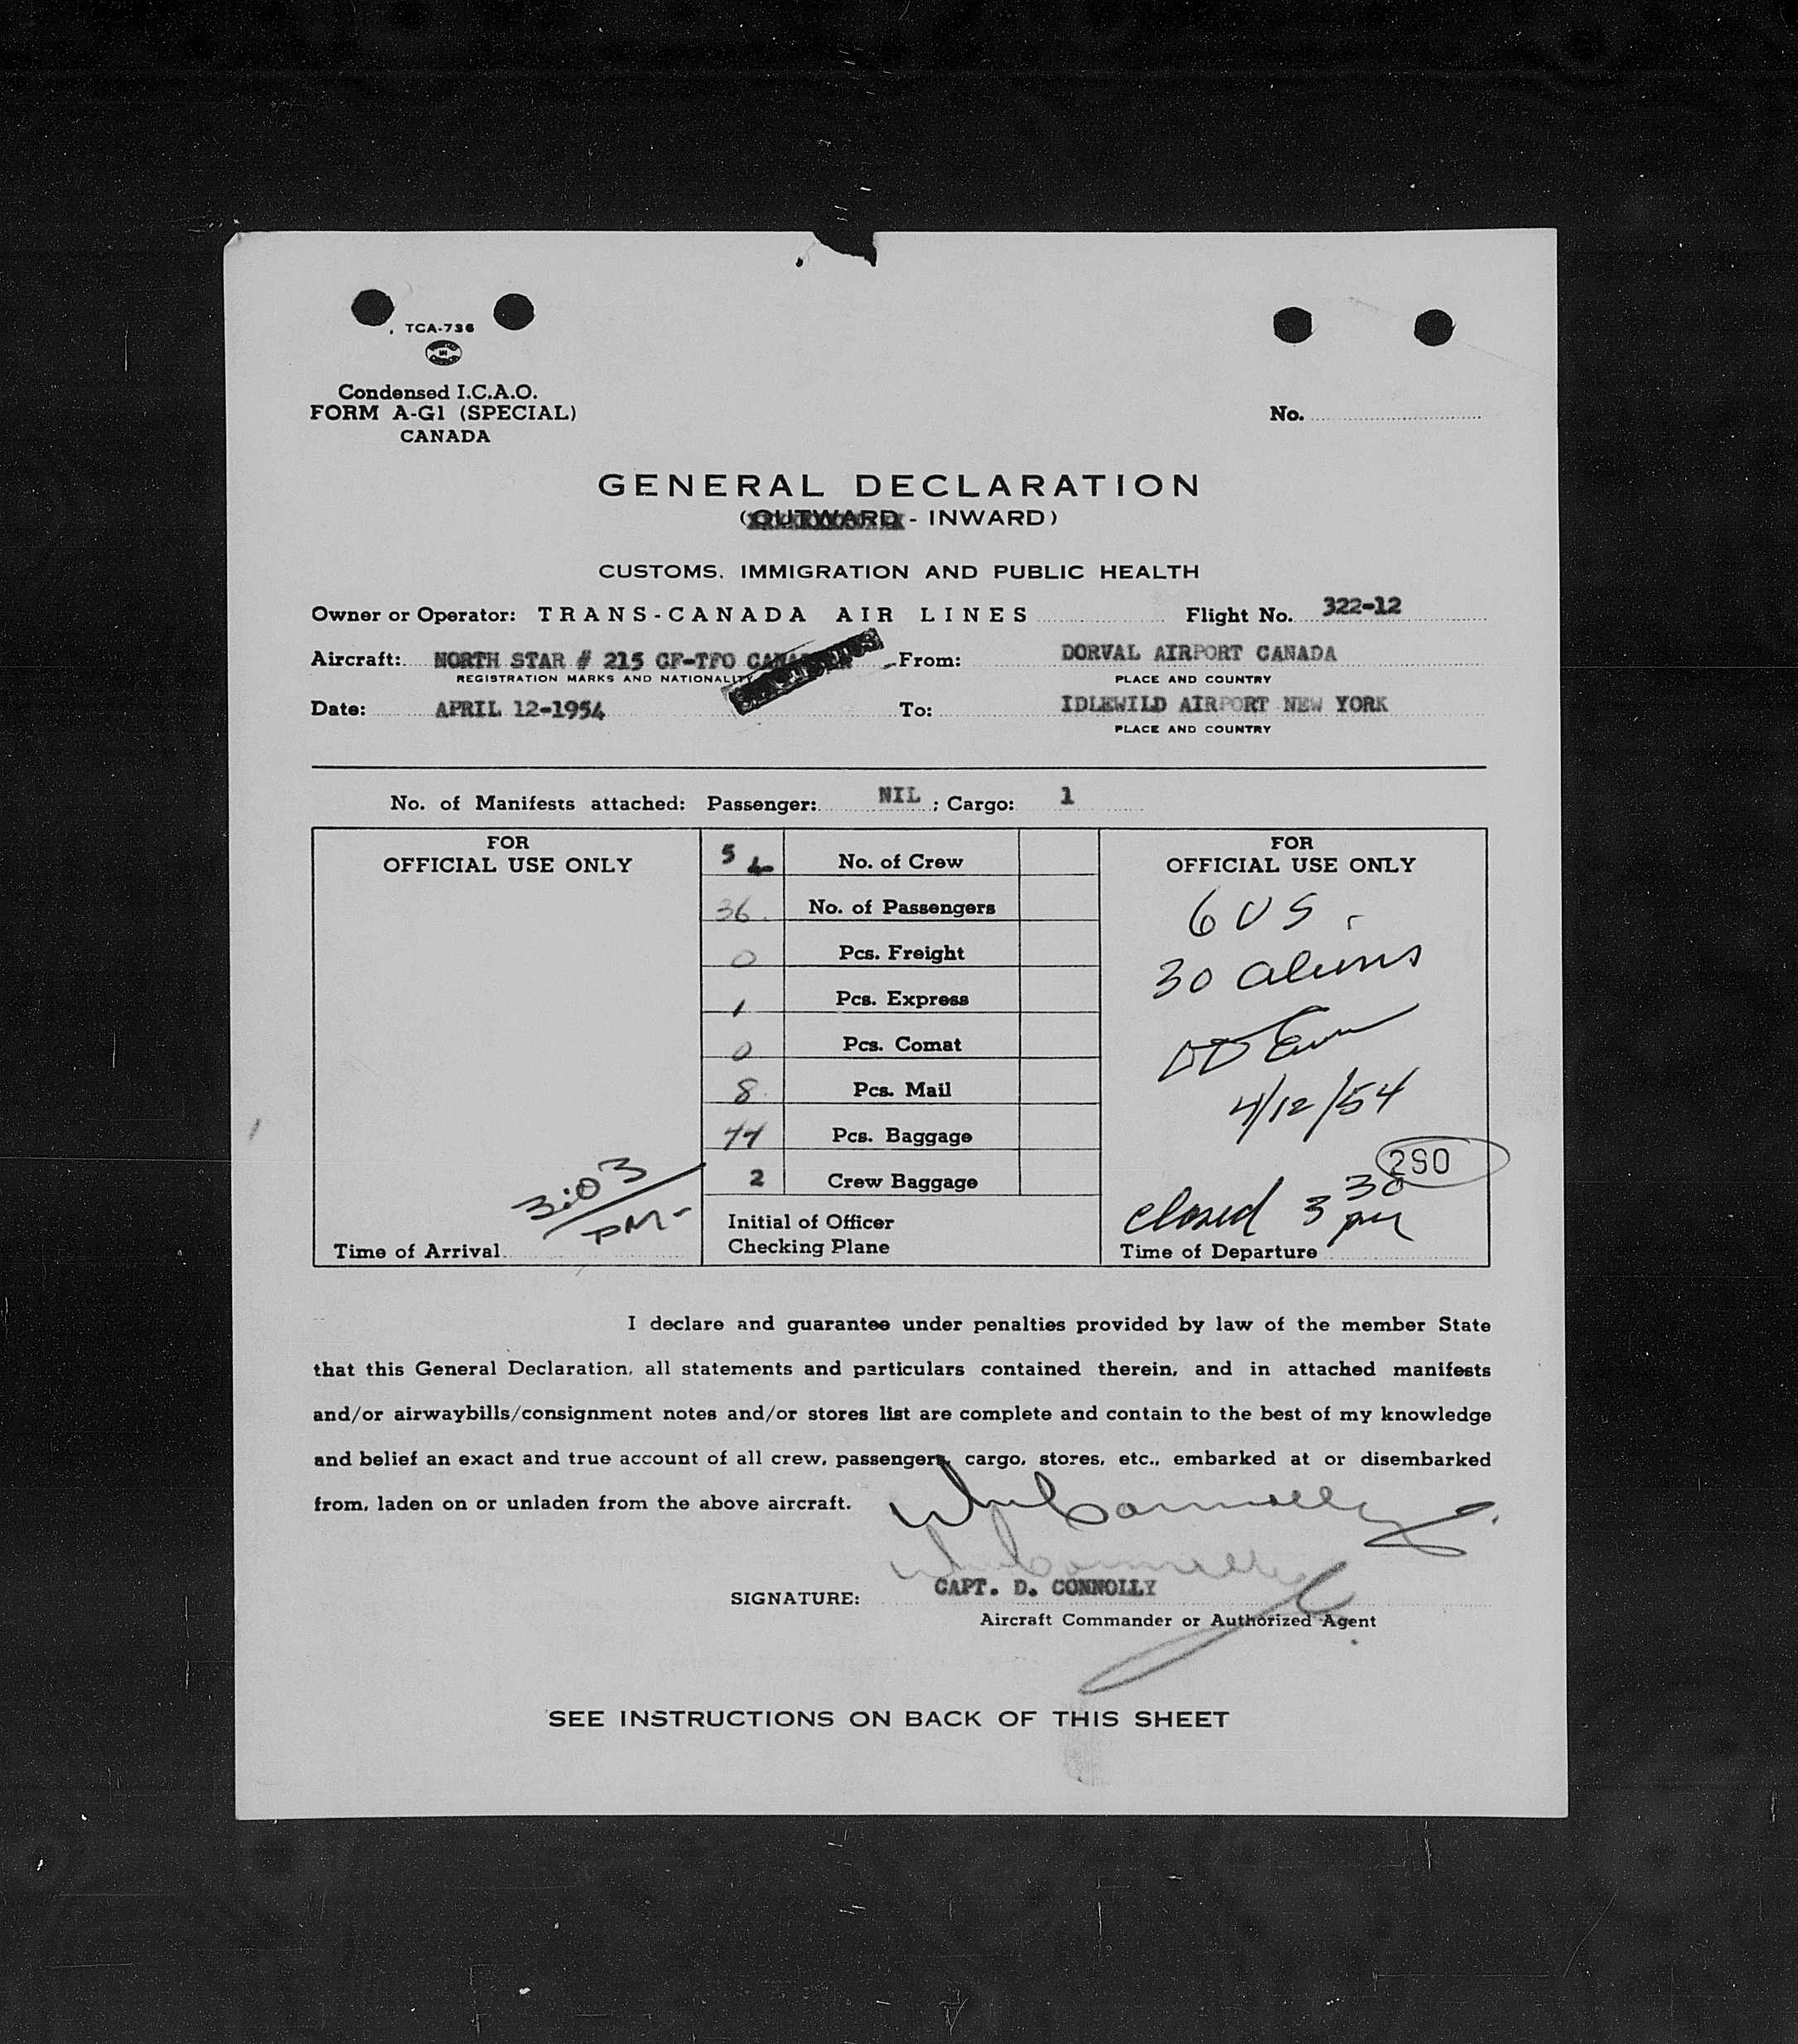 TCA-736
Condensed I.C.A.O.
FORM A-G1 (SPECIAL)
CANADA
No.
GENERAL DECLARATION
(OUTWARD - INWARD)
CUSTOMS, IMMIGRATION AND PUBLIC HEALTH
Owner or Operator: TRANS-CANADA AIR LINES Flight No. 322-12
Aircraft: NORTH STAR # 215 CF-TFO From: DORVAL AIRPORT CANADA
REGISTRATION MARKS AND NATIONALITY PLACE AND COUNTRY
Date: APRIL 12-1954 To: IDLEWILD AIRPORT NEW YORK
PLACE AND COUNTRY
No. of Manifests attached: Passenger: NIL ; Cargo: 1
FOR
OFFICIAL USE ONLY
3:03
PM-
Time of Arrival
5 No. of Crew
36 No. of Passengers
0 Pcs. Freight
1 Pcs. Express
0 Pcs. Comat
8 Pcs. Mail
44 Pcs. Baggage
2 Crew Baggage
Initial of Officer
Checking Plane
FOR
OFFICIAL USE ONLY
6 US
30 aliens
4/12/54
290
closed 3 30 pm
Time of Departure
I declare and guarantee under penalties provided by law of the member State
that this General Declaration, all statements and particulars contained therein, and in attached manifests
and/or airwaybills/consignment notes and/or stores list are complete and contain to the best of my knowledge
and belief an exact and true account of all crew, passengers, cargo, stores, etc., embarked at or disembarked
from, laden on or unladen from the above aircraft.
Connolly
SIGNATURE: CAPT. D. CONNOLLY
Aircraft Commander or Authorized Agent
SEE INSTRUCTIONS ON BACK OF THIS SHEET